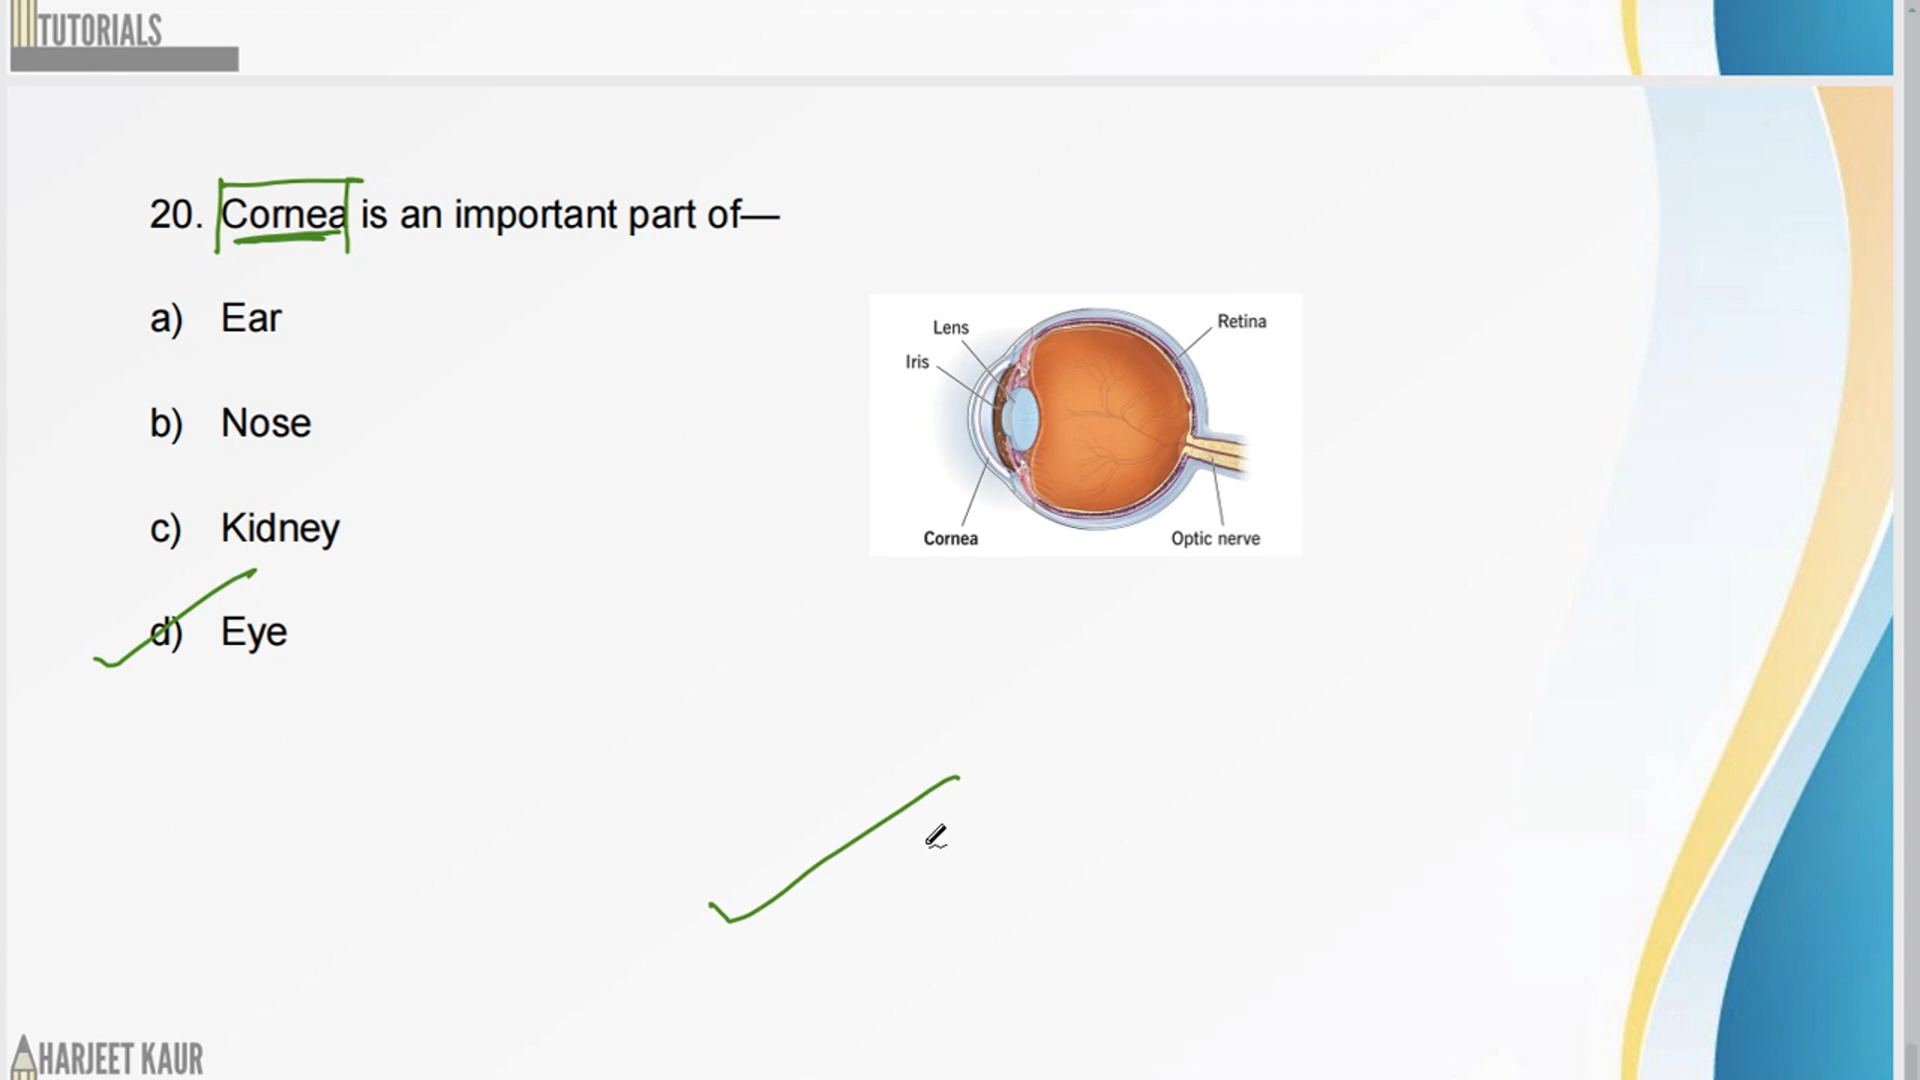 TUTORIALS
20. Cornea is an important part of—
a) Ear
b) Nose
c) Kidney
d) Eye
Lens
Iris
Retina
Cornea
Optic nerve
HARJEET KAUR